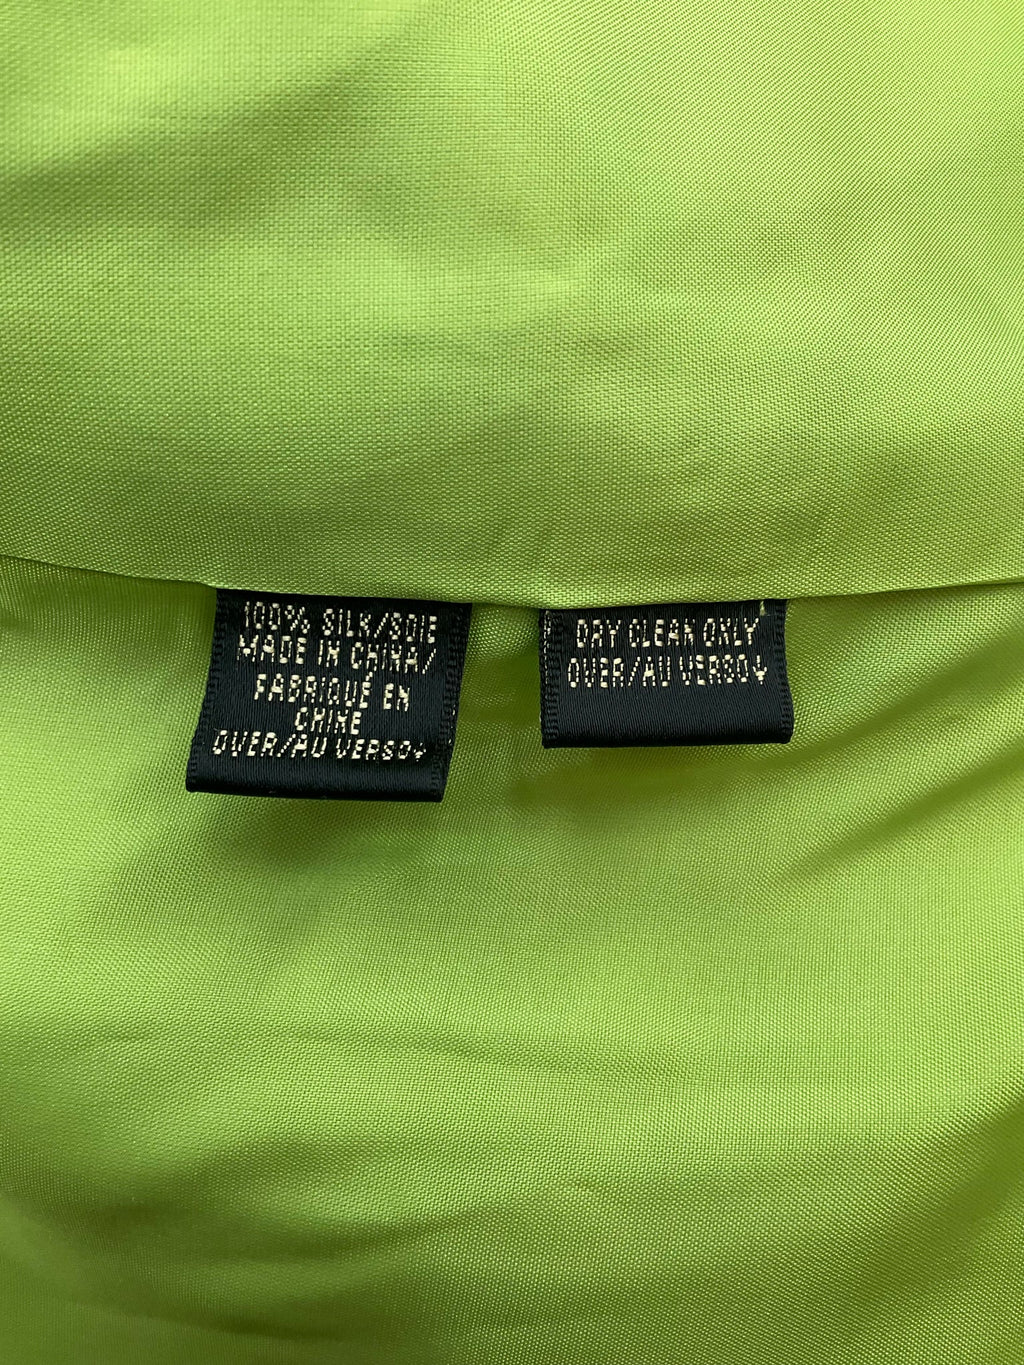 100% SILK/SOIE
MADE IN CHINA/
FABRIQUÉ EN
CHINE
OVER/AU VERSO
DRY CLEAN ONLY
OVER/AU VERSO